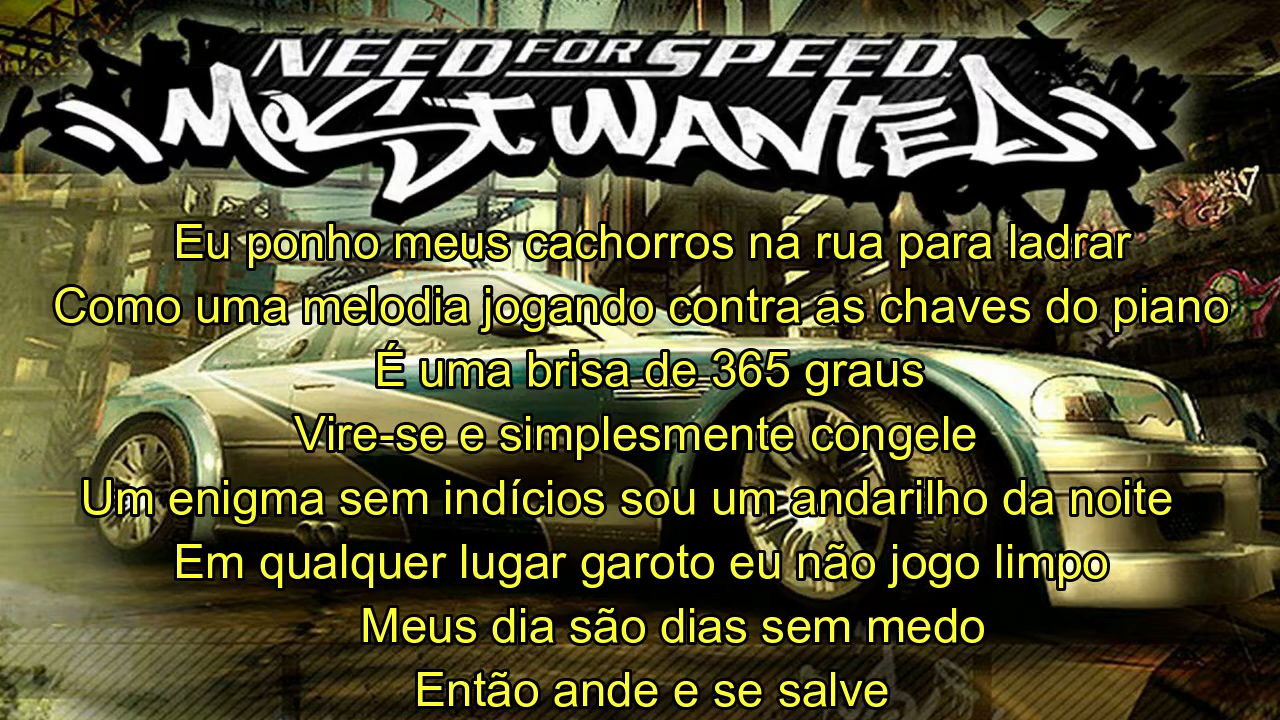 NEED FOR SPEED
MOST WANTED
Eu ponho meus cachorros na rua para ladrar
Como uma melodia jogando contra as chaves do piano
É uma brisa de 365 graus
Vire-se e simplesmente congele
Um enigma sem indícios sou um andarilho da noite
Em qualquer lugar garoto eu não jogo limpo
Meus dia são dias sem medo
Então ande e se salve